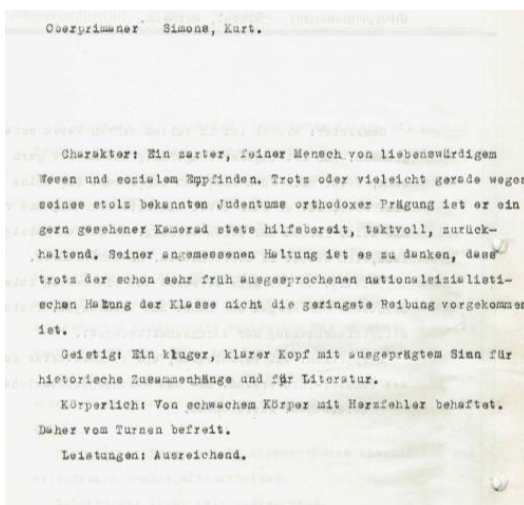 Oberprimaner Simons, Kurt.
Charakter: Ein zarter, feiner Mensch von liebenswürdigem
Wesen und sozialem Empfinden. Trotz oder vieleicht gerade wegen
seines stolz bekannten Judentums orthodoxer Prägung ist er ein
gern gesehener Kamerad stets hilfsbereit, taktvoll, zurück-
haltend. Seiner angemessenen Haltung ist es zu danken, dass
trotz der schon sehr früh ausgesprochenen nationalsizialisti-
schen Haltung der Klasse nicht die geringste Reibung vorgekommen
ist.
Geistig: Ein kluger, klarer Kopf mit ausgeprägtem Sinn für
historische Zusammenhänge und für Literatur.
Körperlich: Von schwachem Körper mit Herzfehler behaftet.
Daher vom Turnen befreit.
Leistungen: Ausreichend.